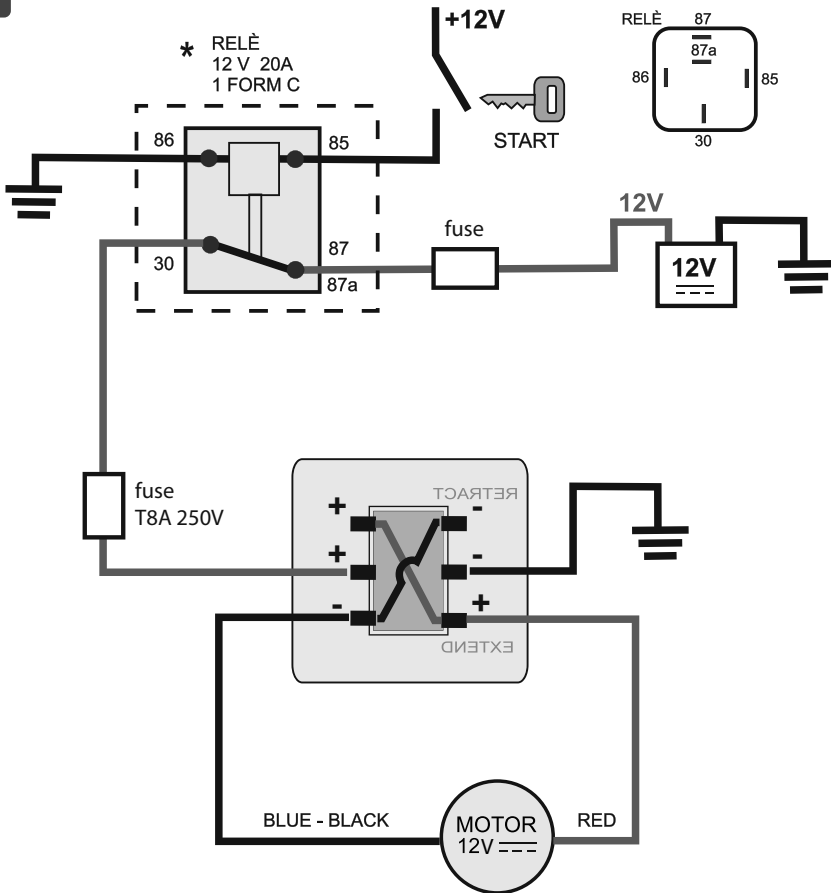 +12V
* RELÈ
12 V 20A
1 FORM C
START
RELÈ 87
87a
86
85
30
86
85
30
87
87a
fuse
12V
12V
fuse
T8A 250V
RETRACT
+ -
+ -
- +
EXTEND
BLUE - BLACK
MOTOR
12V
RED